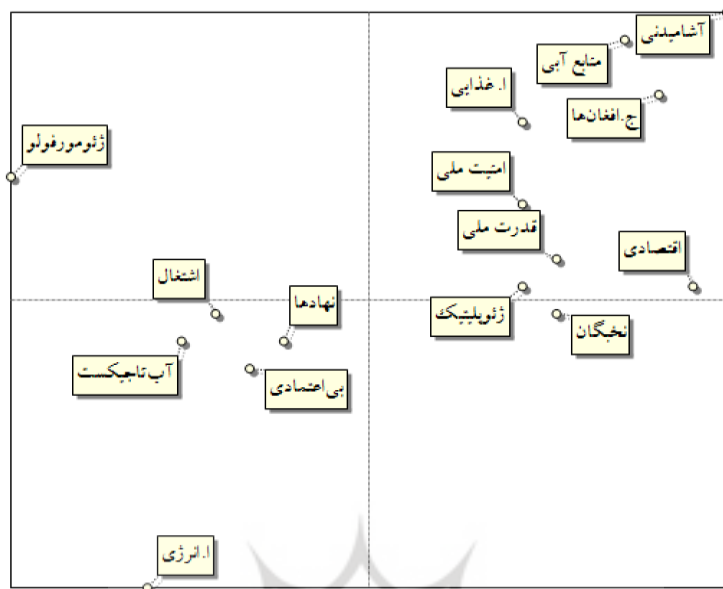 آشامیدنی
منابع آبی
ا. غذایی
ج.افغان‌ها
ژئومورفولو
امنیت ملی
قدرت ملی
اقتصادی
اشتغال
نهادها
ژئوپلیتیک
نخبگان
آب تاجیکست
بی‌اعتمادی
ا.انرژی